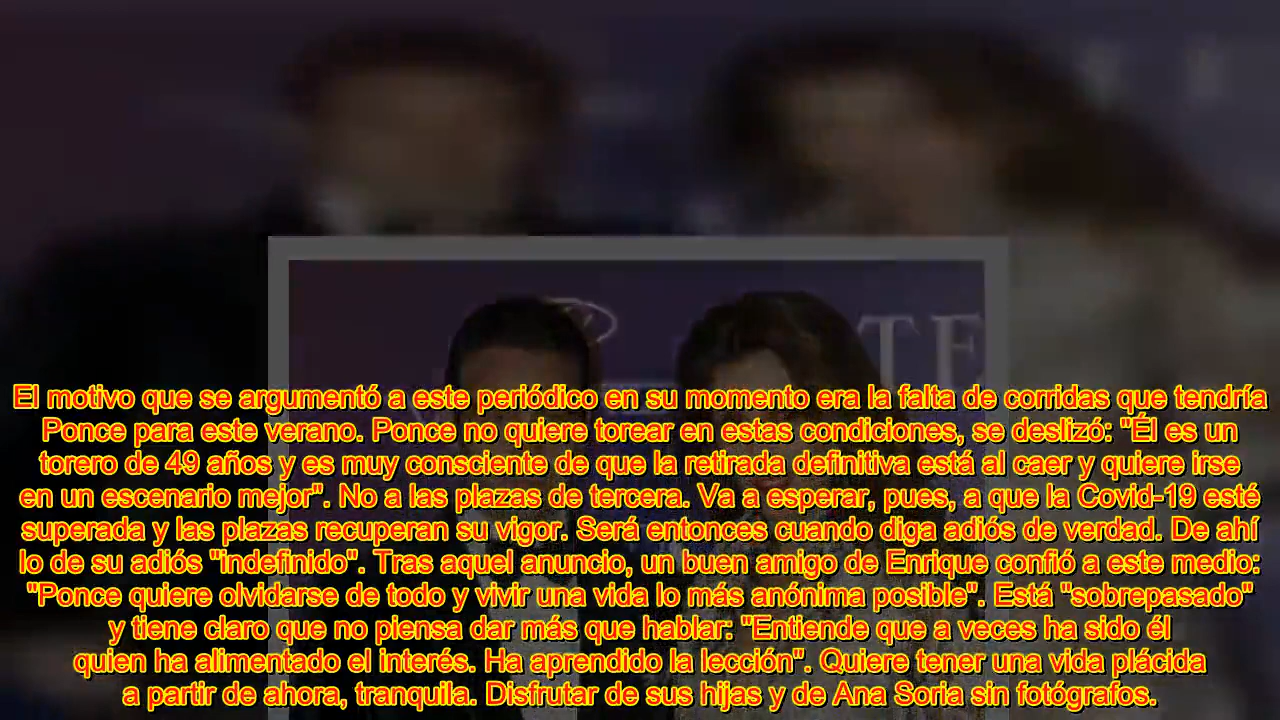 TE
El motivo que se argumentó a este periódico en su momento era la falta de corridas que tendría
Ponce para este verano. Ponce no quiere torear en estas condiciones, se deslizó: "Él es un
torero de 49 años y es muy consciente de que la retirada definitiva está al caer y quiere irse
en un escenario mejor". No a las plazas de tercera. Va a esperar, pues, a que la Covid-19 esté
superada y las plazas recuperan su vigor. Será entonces cuando diga adiós de verdad. De ahí
lo de su adiós "indefinido". Tras aquel anuncio, un buen amigo de Enrique confió a este medio:
"Ponce quiere olvidarse de todo y vivir una vida lo más anónima posible". Está "sobrepasado"
y tiene claro que no piensa dar más que hablar: "Entiende que a veces ha sido él
quien ha alimentado el interés. Ha aprendido la lección". Quiere tener una vida plácida
a partir de ahora, tranquila. Disfrutar de sus hijas y de Ana Soria sin fotógrafos.